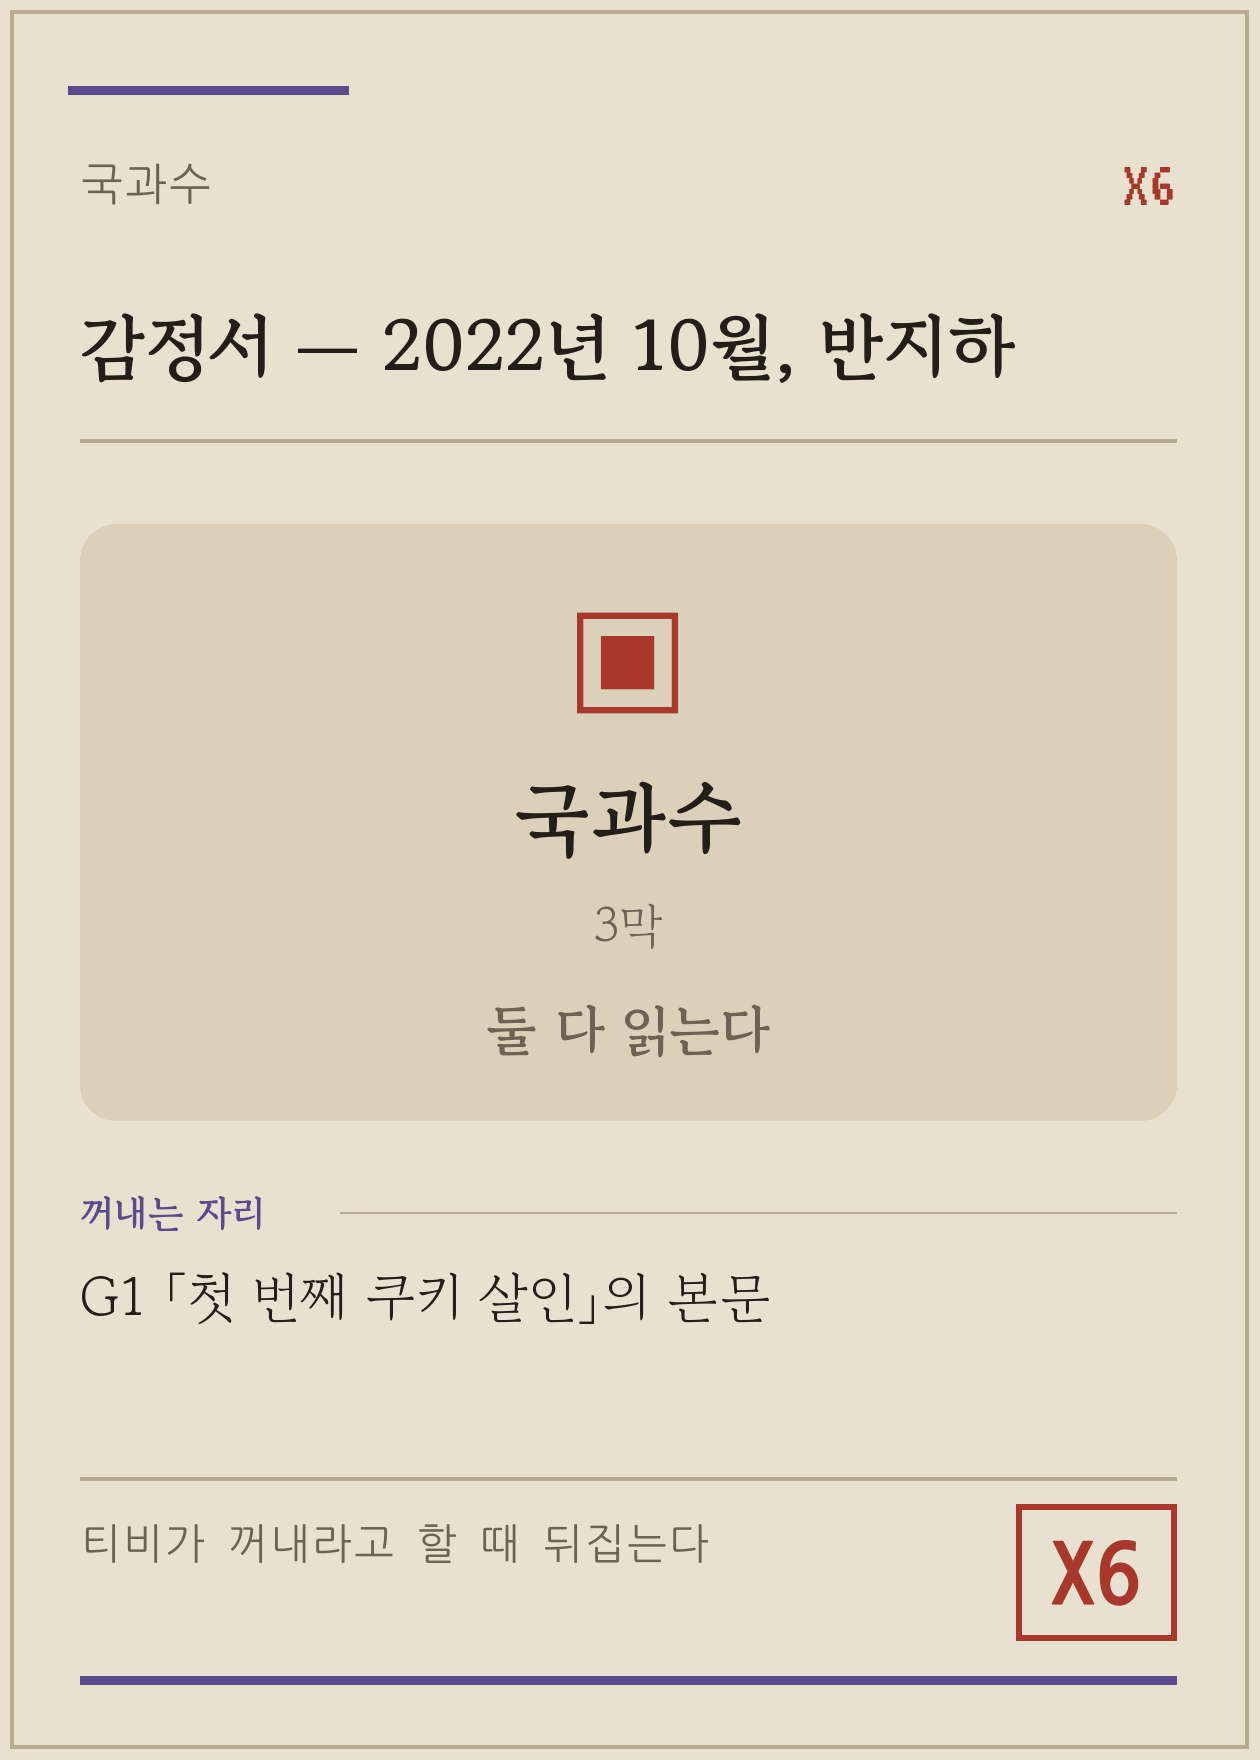 국과수
X6
감정서 — 2022년 10월, 반지하
국과수
3막
둘 다 읽는다
꺼내는 자리
G1 「첫 번째 쿠키 살인」의 본문
티비가 꺼내라고 할 때 뒤집는다
X6